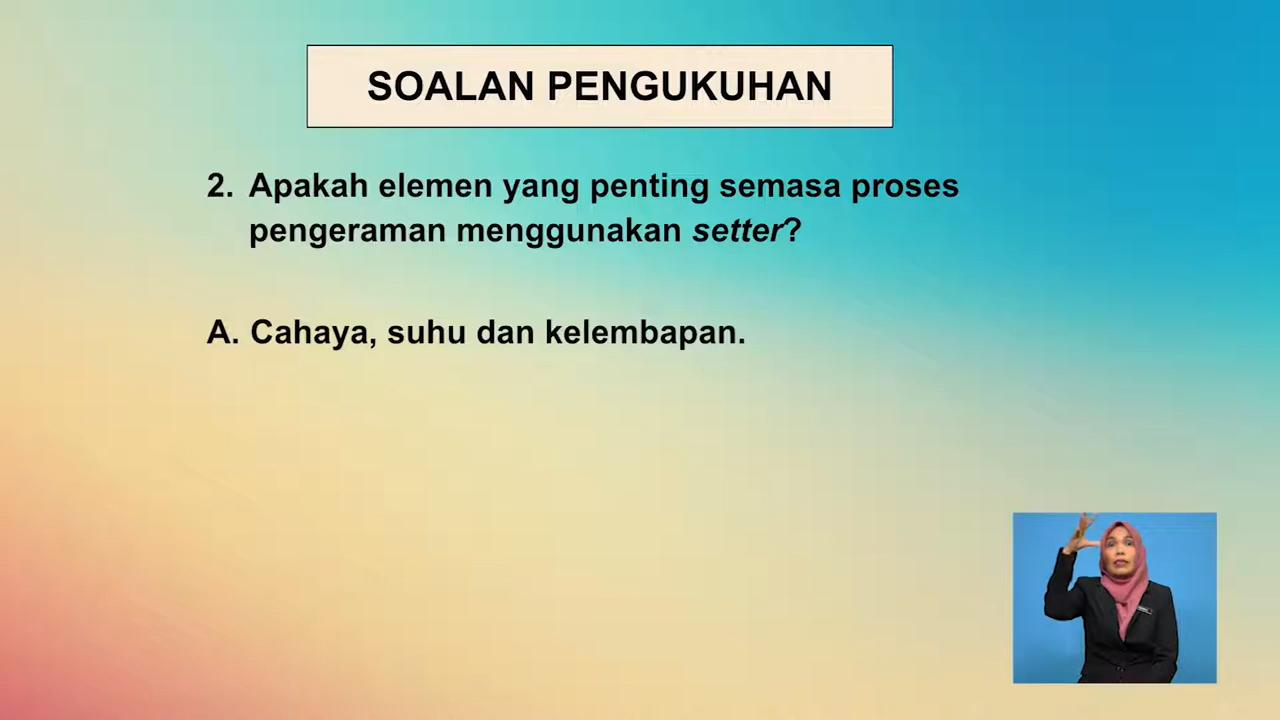 SOALAN PENGUKUHAN
2. Apakah elemen yang penting semasa proses
pengeraman menggunakan setter?
A. Cahaya, suhu dan kelembapan.